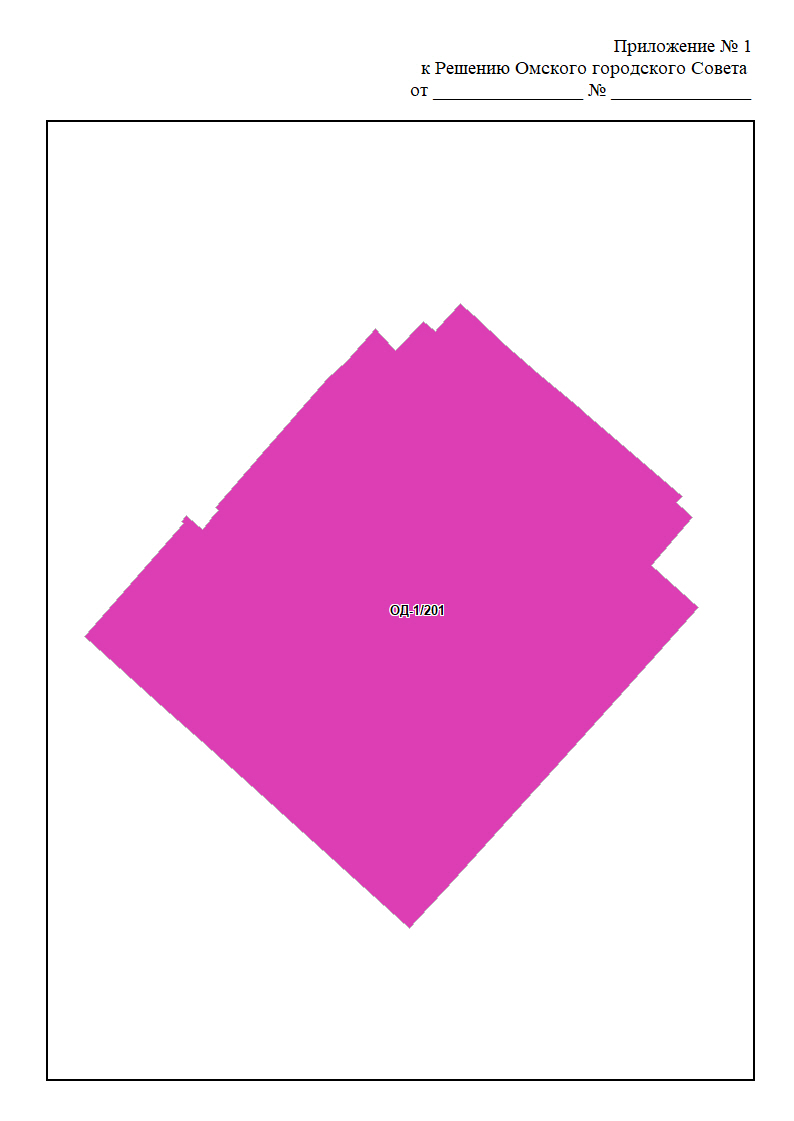 Приложение № 1
к Решению Омского городского Совета
от ________________ № _______________
ОД-1/201